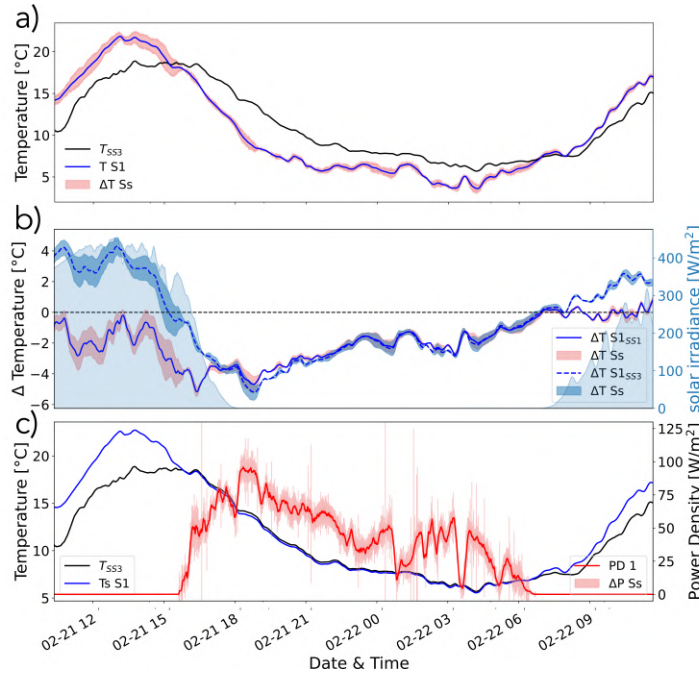 a)
Temperature [°C]
20
15
10
5
T_SS3
T S1
ΔT Ss
b)
Δ Temperature [°C]
4
2
0
−2
−4
−6
400
300
200
100
0
solar irradiance [W/m²]
ΔT S1_SS1
ΔT Ss
ΔT S1_SS3
ΔT Ss
c)
Temperature [°C]
20
15
10
5
125
100
75
50
25
0
Power Density [W/m²]
T_SS3
Ts S1
PD 1
ΔP Ss
02-21 12
02-21 15
02-21 18
02-21 21
02-22 00
02-22 03
02-22 06
02-22 09
Date & Time